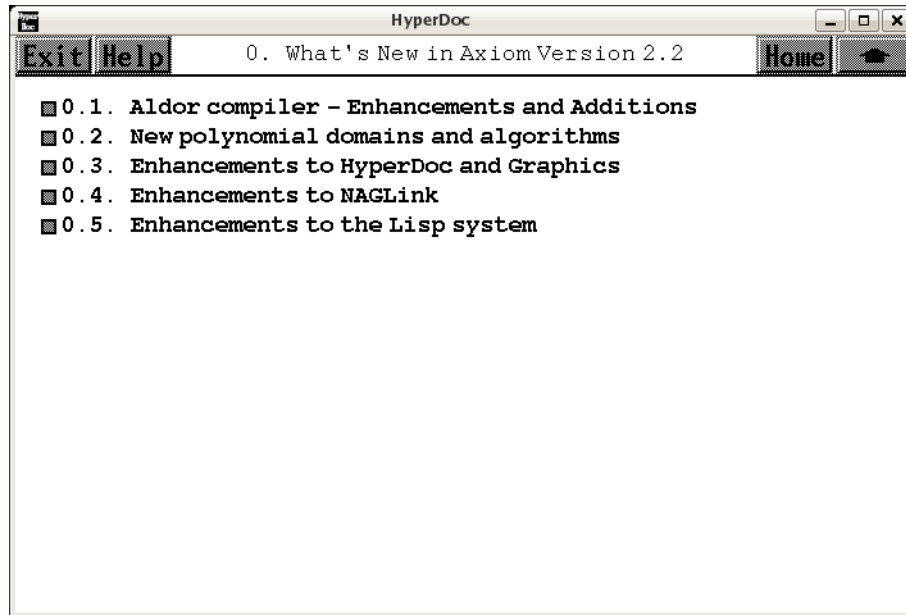 Hyper
Doc
HyperDoc
Exit Help 0. What's New in Axiom Version 2.2 Home
0.1. Aldor compiler – Enhancements and Additions
0.2. New polynomial domains and algorithms
0.3. Enhancements to HyperDoc and Graphics
0.4. Enhancements to NAGLink
0.5. Enhancements to the Lisp system